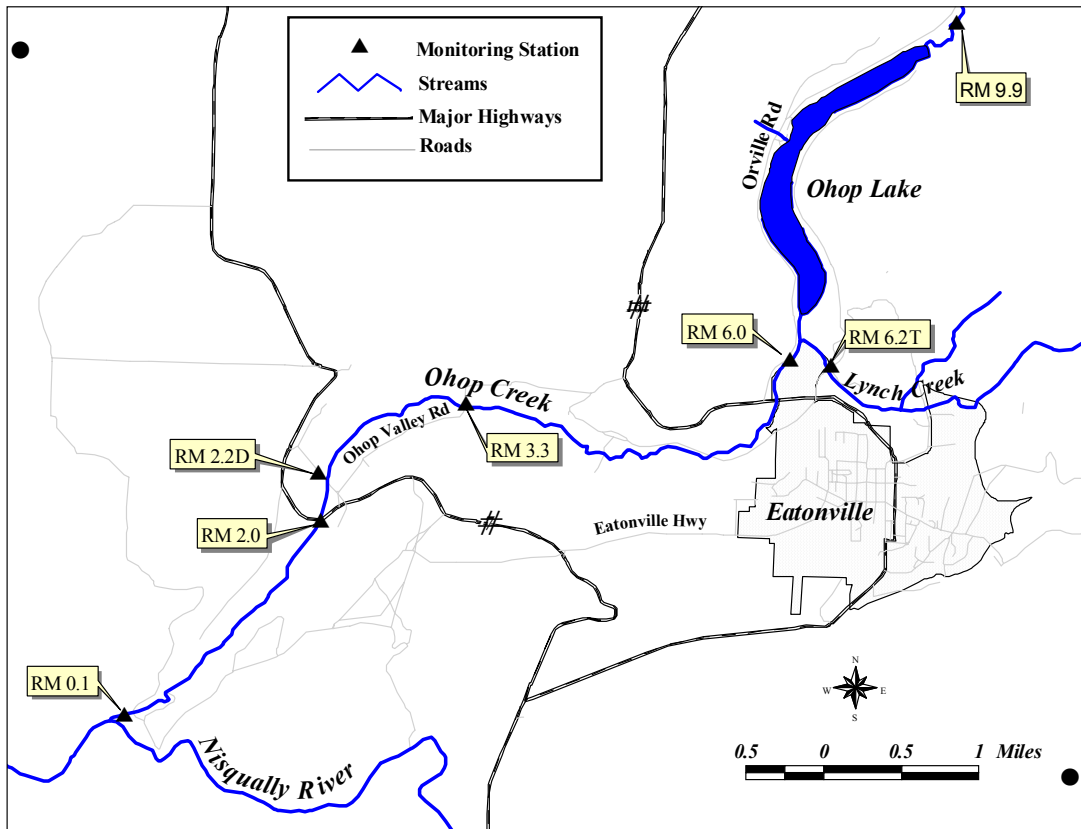 Monitoring Station
Streams
Major Highways
Roads
RM 9.9
Orville Rd
Ohop Lake
RM 6.0
RM 6.2T
Lynch Creek
Ohop Creek
Ohop Valley Rd
RM 3.3
RM 2.2D
RM 2.0
Eatonville Hwy
Eatonville
RM 0.1
Nisqually River
N
W E
S
0.5 0 0.5 1 Miles